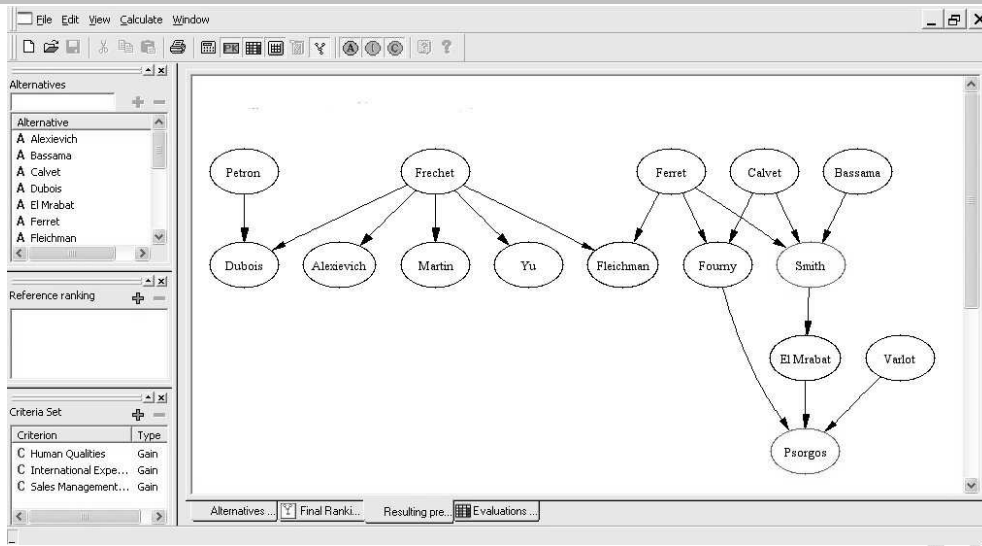 File Edit View Calculate Window
Alternatives
Alternative
A Alexievich
A Bassama
A Calvet
A Dubois
A El Mrabat
A Ferret
A Fleichman
Reference ranking
Criteria Set
Criterion Type
C Human Qualities Gain
C International Expe... Gain
C Sales Management... Gain
Petron Frechet Ferret Calvet Bassama
Dubois Alexievich Martin Yu Fleichman Fourny Smith
El Mrabat Varlot
Psorgos
Alternatives ... Final Ranki... Resulting pre... Evaluations ...